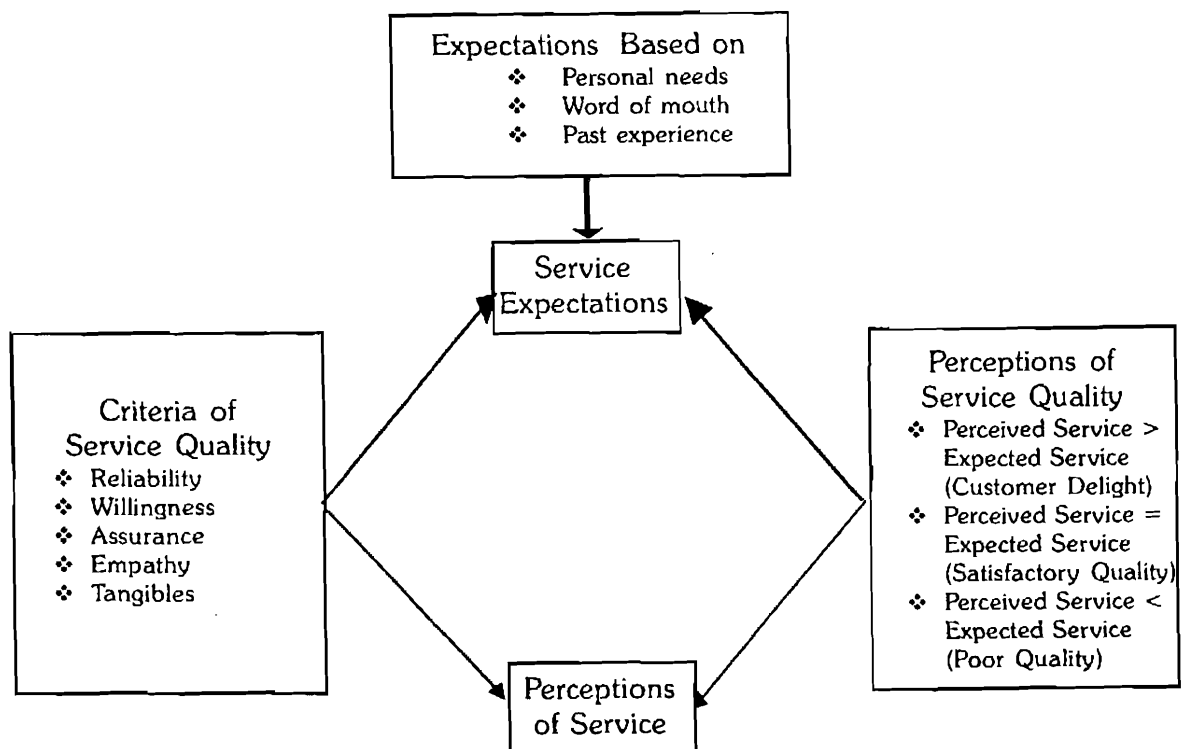 Expectations Based on
❖ Personal needs
❖ Word of mouth
❖ Past experience
Service
Expectations
Criteria of
Service Quality
❖ Reliability
❖ Willingness
❖ Assurance
❖ Empathy
❖ Tangibles
Perceptions of
Service Quality
❖ Perceived Service >
Expected Service
(Customer Delight)
❖ Perceived Service =
Expected Service
(Satisfactory Quality)
❖ Perceived Service <
Expected Service
(Poor Quality)
Perceptions
of Service